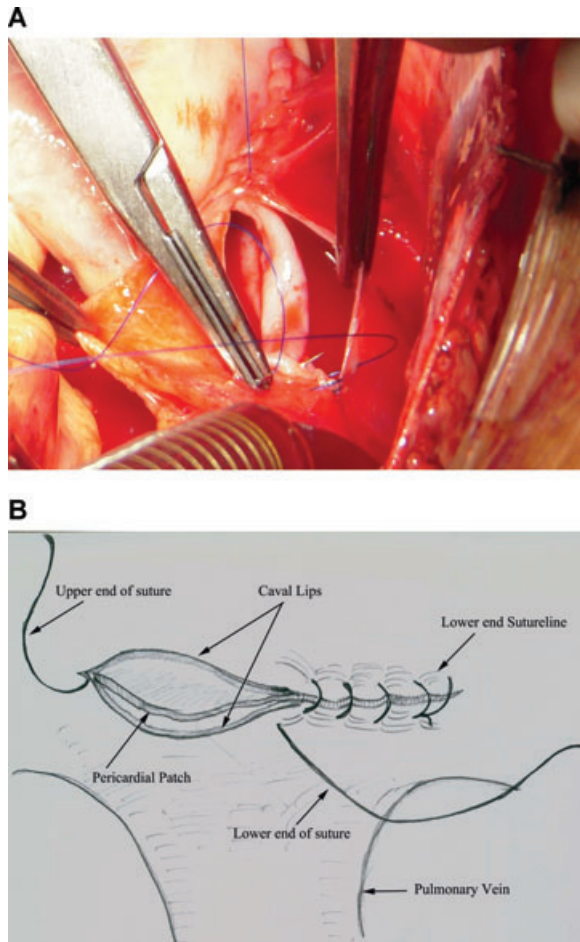 A
B
Upper end of suture
Caval Lips
Lower end Sutureline
Pericardial Patch
Lower end of suture
Pulmonary Vein